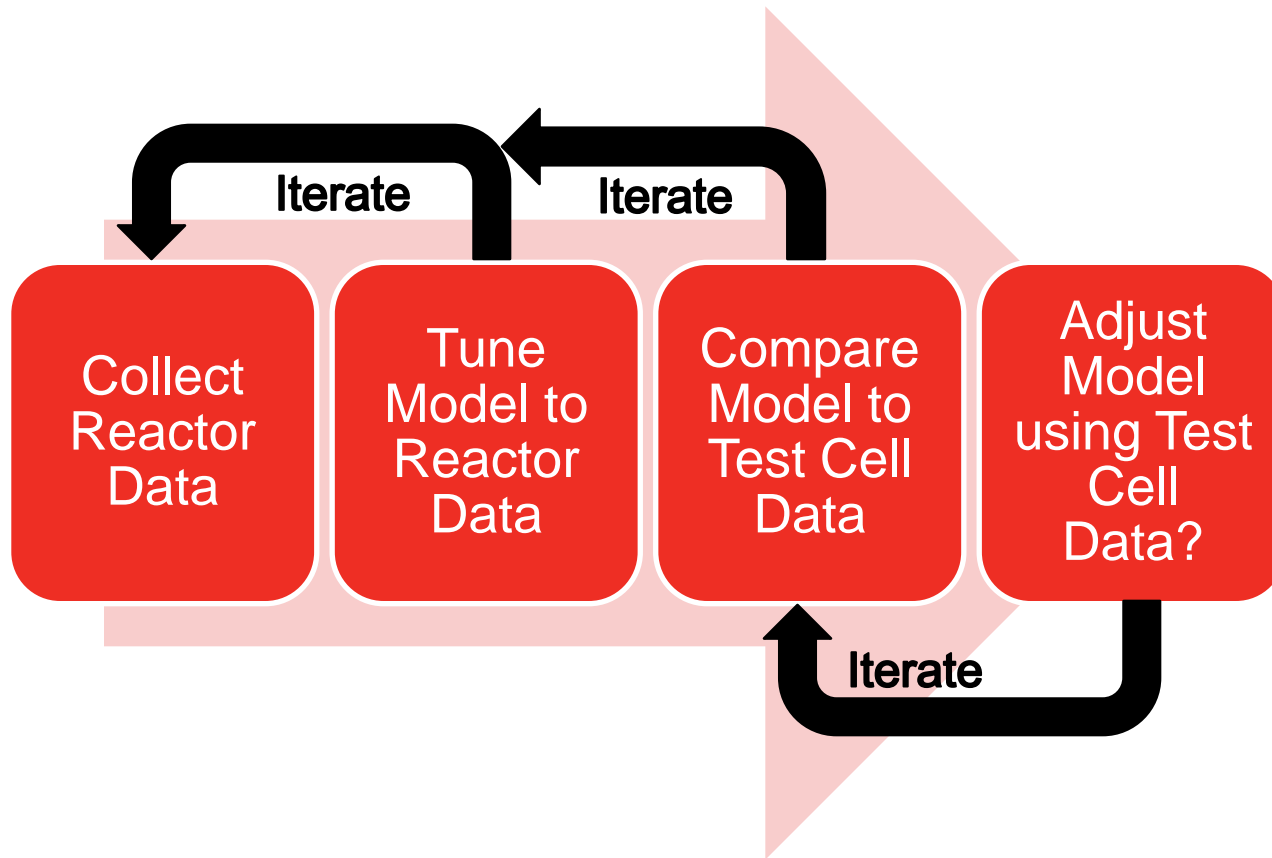 Iterate
Iterate
Collect
Reactor
Data
Tune
Model to
Reactor
Data
Compare
Model to
Test Cell
Data
Adjust
Model
using Test
Cell
Data?
Iterate